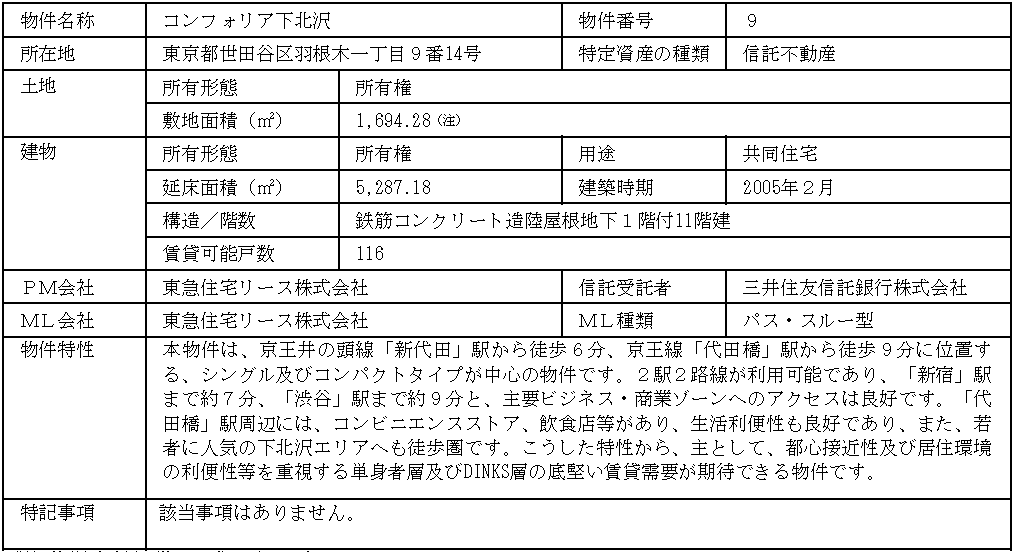 物件名称 コンフォリア下北沢 物件番号 ９
所在地 東京都世田谷区羽根木一丁目９番14号 特定資産の種類 信託不動産
土地 所有形態 所有権
敷地面積（㎡） 1,694.28（注）
建物 所有形態 所有権 用途 共同住宅
延床面積（㎡） 5,287.18 建築時期 2005年２月
構造／階数 鉄筋コンクリート造陸屋根地下１階付11階建
賃貸可能戸数 116
ＰＭ会社 東急住宅リース株式会社 信託受託者 三井住友信託銀行株式会社
ＭＬ会社 東急住宅リース株式会社 ＭＬ種類 パス・スルー型
物件特性 本物件は、京王井の頭線「新代田」駅から徒歩６分、京王線「代田橋」駅から徒歩９分に位置す
る、シングル及びコンパクトタイプが中心の物件です。２駅２路線が利用可能であり、「新宿」駅
まで約７分、「渋谷」駅まで約９分と、主要ビジネス・商業ゾーンへのアクセスは良好です。「代
田橋」駅周辺には、コンビニエンスストア、飲食店等があり、生活利便性も良好であり、また、若
者に人気の下北沢エリアへも徒歩圏です。こうした特性から、主として、都心接近性及び居住環境
の利便性等を重視する単身者層及びDINKS層の底堅い賃貸需要が期待できる物件です。
特記事項 該当事項はありません。